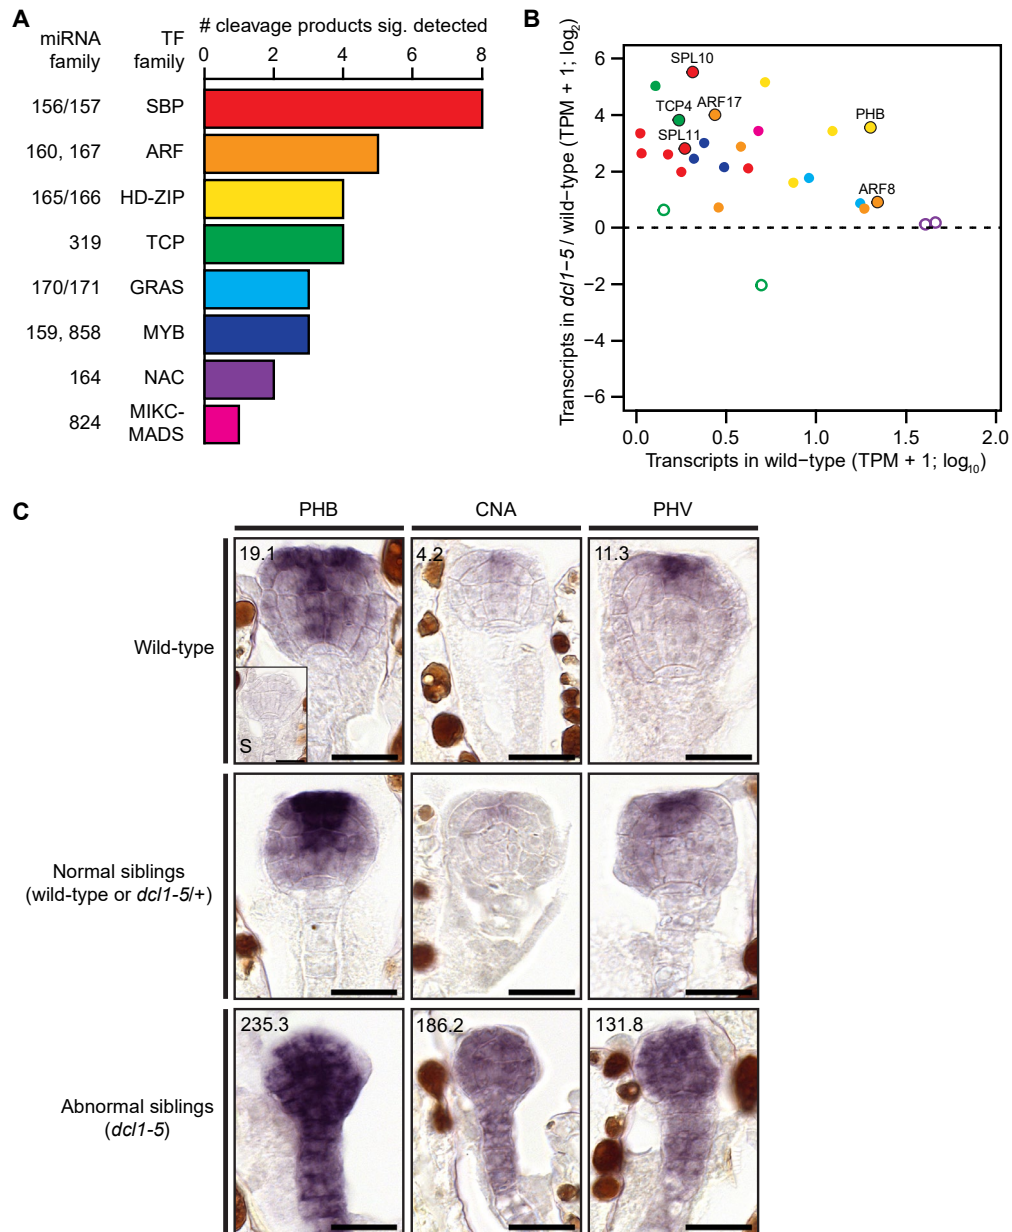 A
# cleavage products sig. detected
miRNA family
TF family
0 2 4 6 8
156/157 SBP
160, 167 ARF
165/166 HD-ZIP
319 TCP
170/171 GRAS
159, 858 MYB
164 NAC
824 MIKC-MADS
B
Transcripts in dcl1−5 / wild−type (TPM + 1; log2)
6
4
2
0
−2
−4
−6
SPL10
TCP4
ARF17
PHB
SPL11
ARF8
0.0 0.5 1.0 1.5 2.0
Transcripts in wild−type (TPM + 1; log10)
C
PHB CNA PHV
Wild-type
19.1
S
4.2
11.3
Normal siblings
(wild-type or dcl1-5/+)
Abnormal siblings
(dcl1-5)
235.3
186.2
131.8